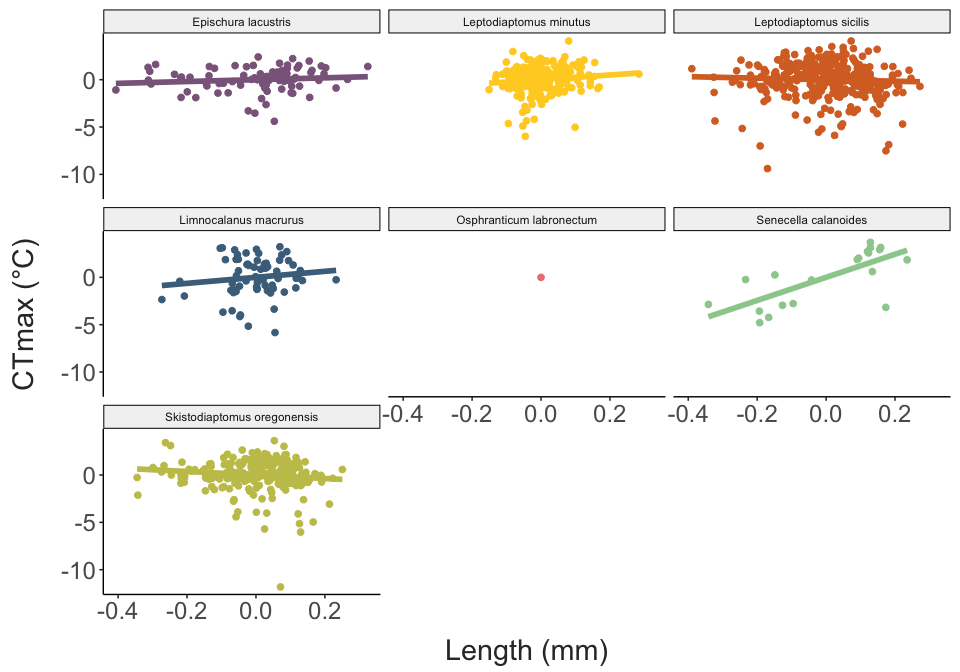 Epischura lacustris
Leptodiaptomus minutus
Leptodiaptomus sicilis
0
-5
-10
Limnocalanus macrurus
Osphranticum labronectum
Senecella calanoides
0
-5
-10
-0.4 -0.2 0.0 0.2
-0.4 -0.2 0.0 0.2
Skistodiaptomus oregonensis
0
-5
-10
-0.4 -0.2 0.0 0.2
CTmax (°C)
Length (mm)